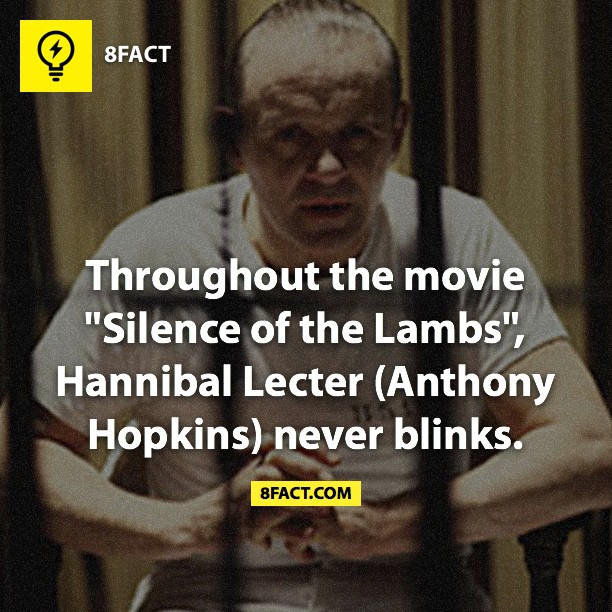 8FACT
Throughout the movie
"Silence of the Lambs",
Hannibal Lecter (Anthony
Hopkins) never blinks.
8FACT.COM